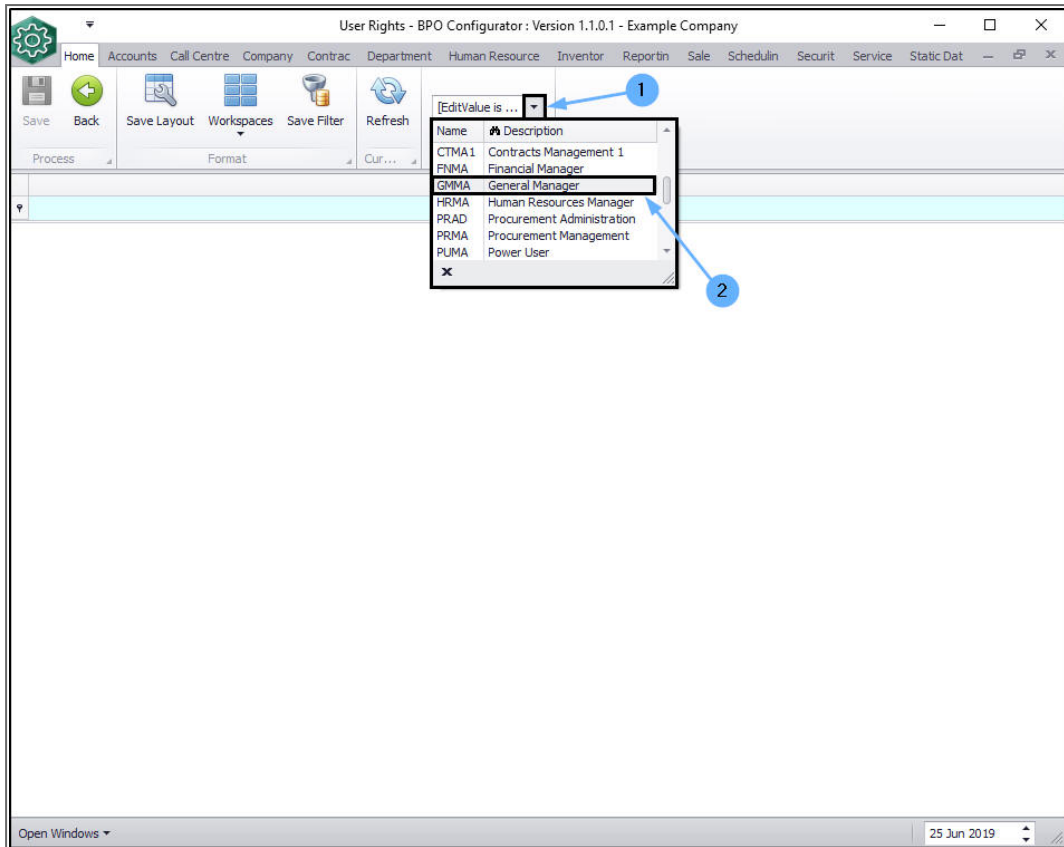 User Rights - BPO Configurator : Version 1.1.0.1 - Example Company
Home Accounts Call Centre Company Contrac Department Human Resource Inventor Reportin Sale Schedulin Securit Service Static Dat
Save Back Save Layout Workspaces Save Filter Refresh
[EditValue is ... 1
Process Format Cur...
Name Description
CTMA1 Contracts Management 1
FNMA Financial Manager
GMMA General Manager
HRMA Human Resources Manager
PRAD Procurement Administration
PRMA Procurement Management
PUMA Power User
x
2
Open Windows 25 Jun 2019